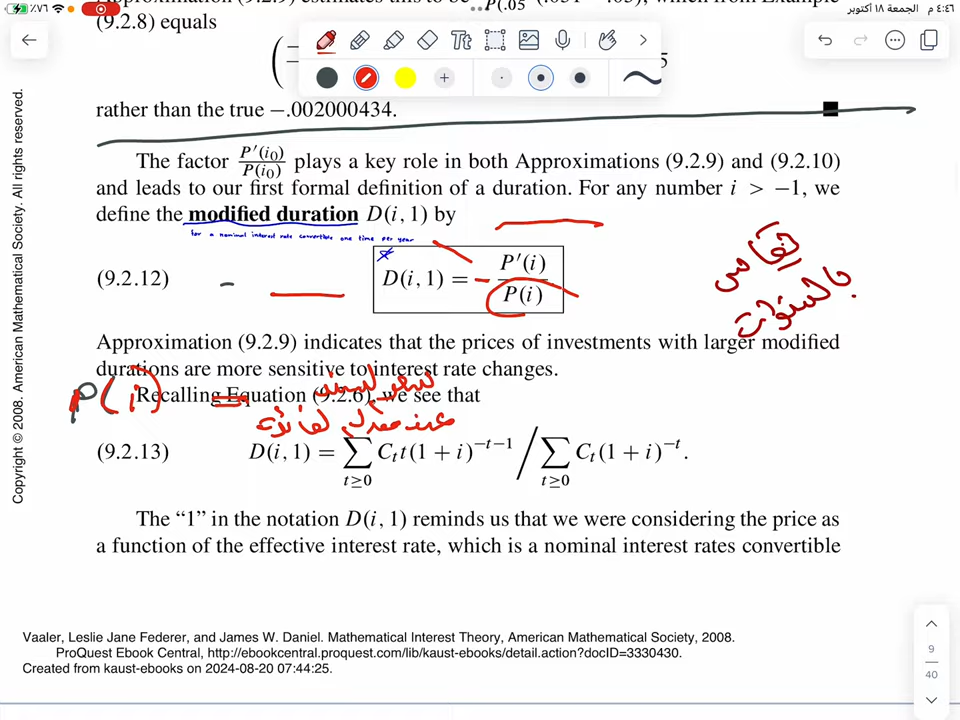 ٪٧٦
٤:٤٦ م الجمعة ١٨ أكتوبر
(9.2.8) equals
rather than the true −.002000434.
The factor P′(i₀)/P(i₀) plays a key role in both Approximations (9.2.9) and (9.2.10)
and leads to our first formal definition of a duration. For any number i > −1, we
define the modified duration D(i, 1) by
for a nominal interest rate convertible one time per year
(9.2.12) D(i, 1) = − P′(i)/P(i)
تقاس
بالسنوات
Approximation (9.2.9) indicates that the prices of investments with larger modified
durations are more sensitive to interest rate changes.
Recalling Equation (9.2.6), we see that
P(i) =
عند معدل
(9.2.13) D(i, 1) = ∑_{t≥0} C_t t(1 + i)^{−t−1} / ∑_{t≥0} C_t (1 + i)^{−t}.
The “1” in the notation D(i, 1) reminds us that we were considering the price as
a function of the effective interest rate, which is a nominal interest rates convertible
Copyright © 2008. American Mathematical Society. All rights reserved.
Vaaler, Leslie Jane Federer, and James W. Daniel. Mathematical Interest Theory, American Mathematical Society, 2008.
ProQuest Ebook Central, http://ebookcentral.proquest.com/lib/kaust-ebooks/detail.action?docID=3330430.
Created from kaust-ebooks on 2024-08-20 07:44:25.
9
40